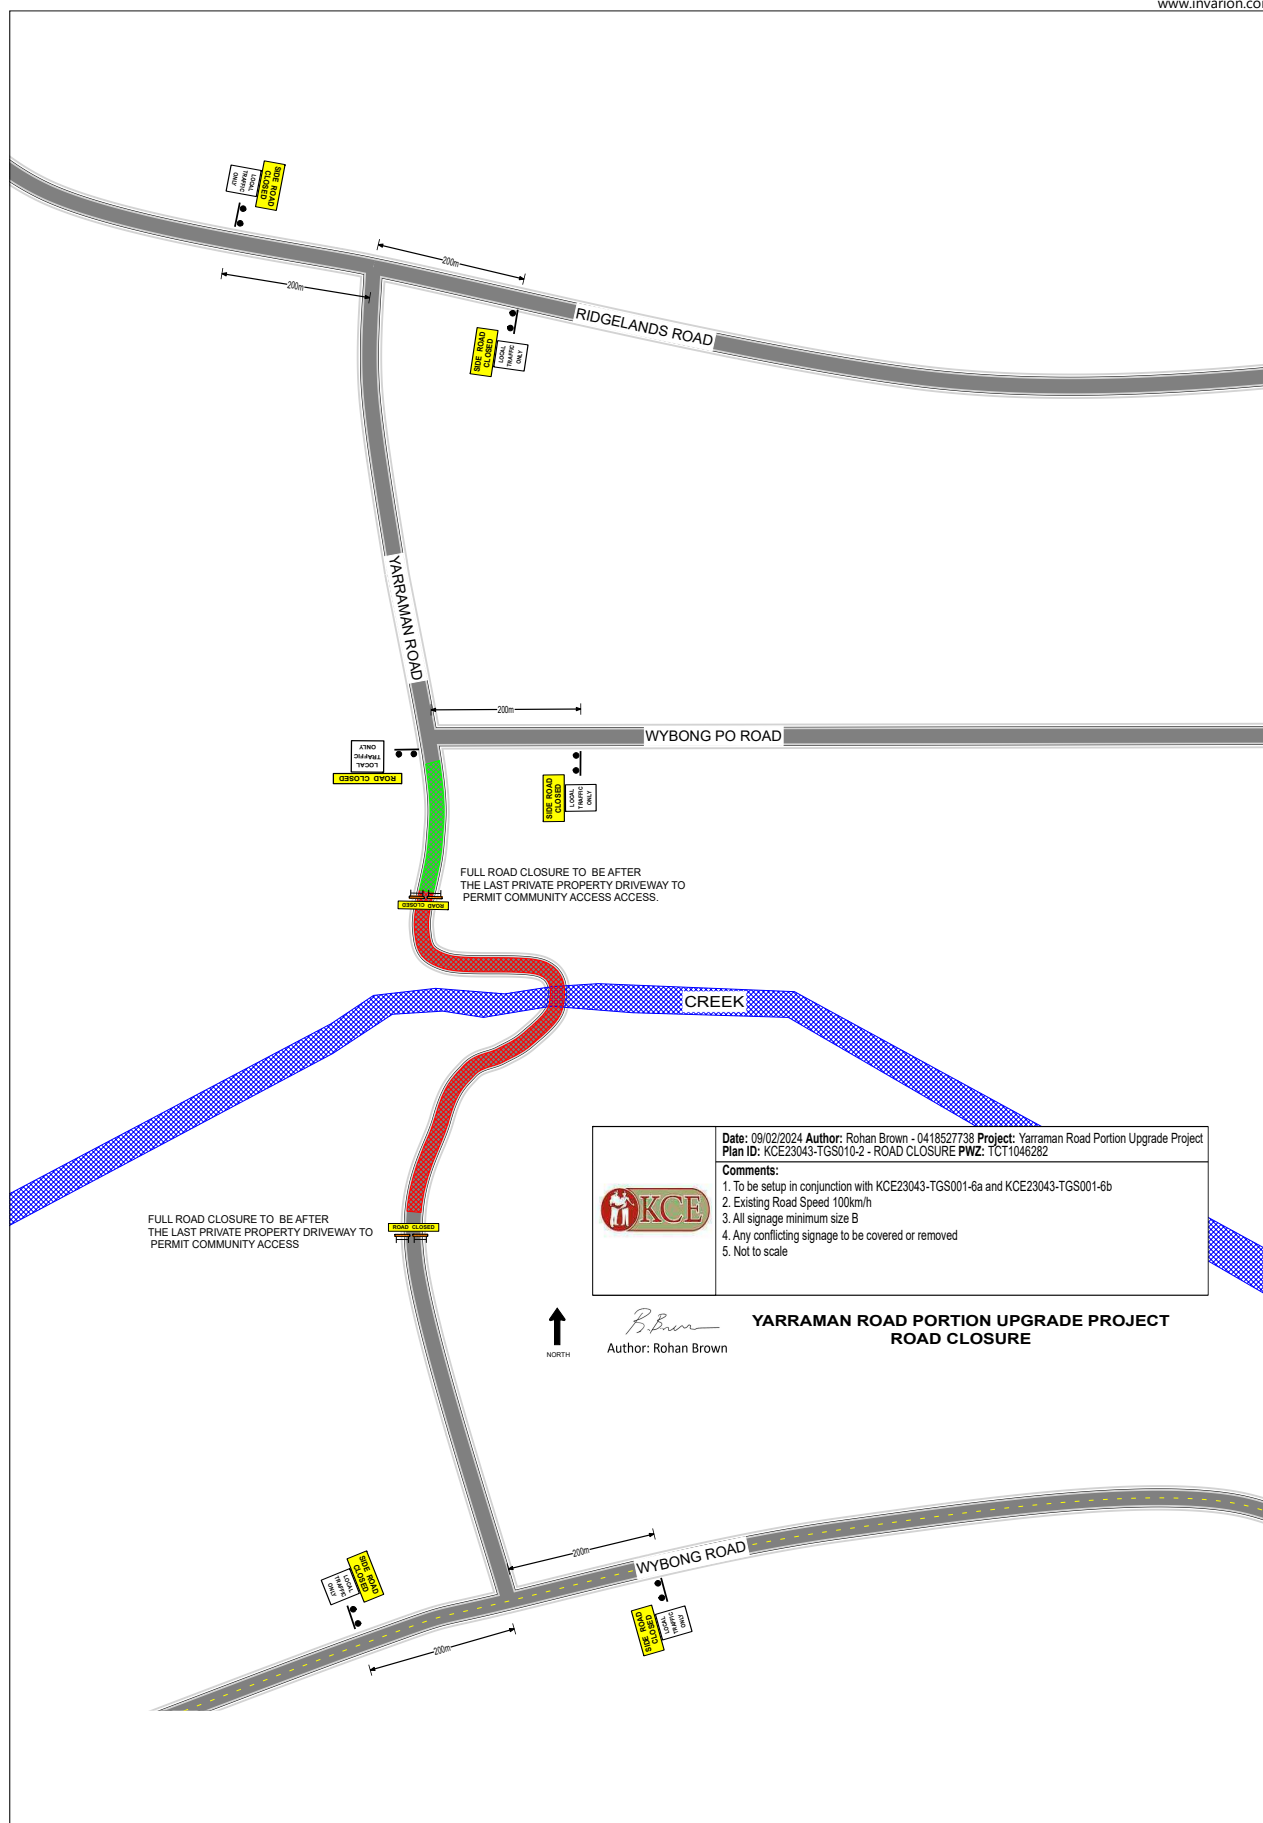 www.invarion.com
SIDE ROAD
CLOSED
LOCAL
TRAFFIC
ONLY
200m
200m
RIDGELANDS ROAD
SIDE ROAD
CLOSED
LOCAL
TRAFFIC
ONLY
YARRAMAN ROAD
200m
WYBONG PO ROAD
LOCAL
TRAFFIC
ONLY
ROAD CLOSED
SIDE ROAD
CLOSED
LOCAL
TRAFFIC
ONLY
FULL ROAD CLOSURE TO BE AFTER
THE LAST PRIVATE PROPERTY DRIVEWAY TO
PERMIT COMMUNITY ACCESS ACCESS.
ROAD CLOSED
CREEK
Date: 09/02/2024 Author: Rohan Brown - 0418527738 Project: Yarraman Road Portion Upgrade Project
Plan ID: KCE23043-TGS010-2 - ROAD CLOSURE PWZ: TCT1046282
Comments:
1. To be setup in conjunction with KCE23043-TGS001-6a and KCE23043-TGS001-6b
2. Existing Road Speed 100km/h
3. All signage minimum size B
4. Any conflicting signage to be covered or removed
5. Not to scale
KCE
FULL ROAD CLOSURE TO BE AFTER
THE LAST PRIVATE PROPERTY DRIVEWAY TO
PERMIT COMMUNITY ACCESS
ROAD CLOSED
NORTH
B.Brown
Author: Rohan Brown
YARRAMAN ROAD PORTION UPGRADE PROJECT
ROAD CLOSURE
200m
WYBONG ROAD
SIDE ROAD
CLOSED
LOCAL
TRAFFIC
ONLY
SIDE ROAD
CLOSED
LOCAL
TRAFFIC
ONLY
200m